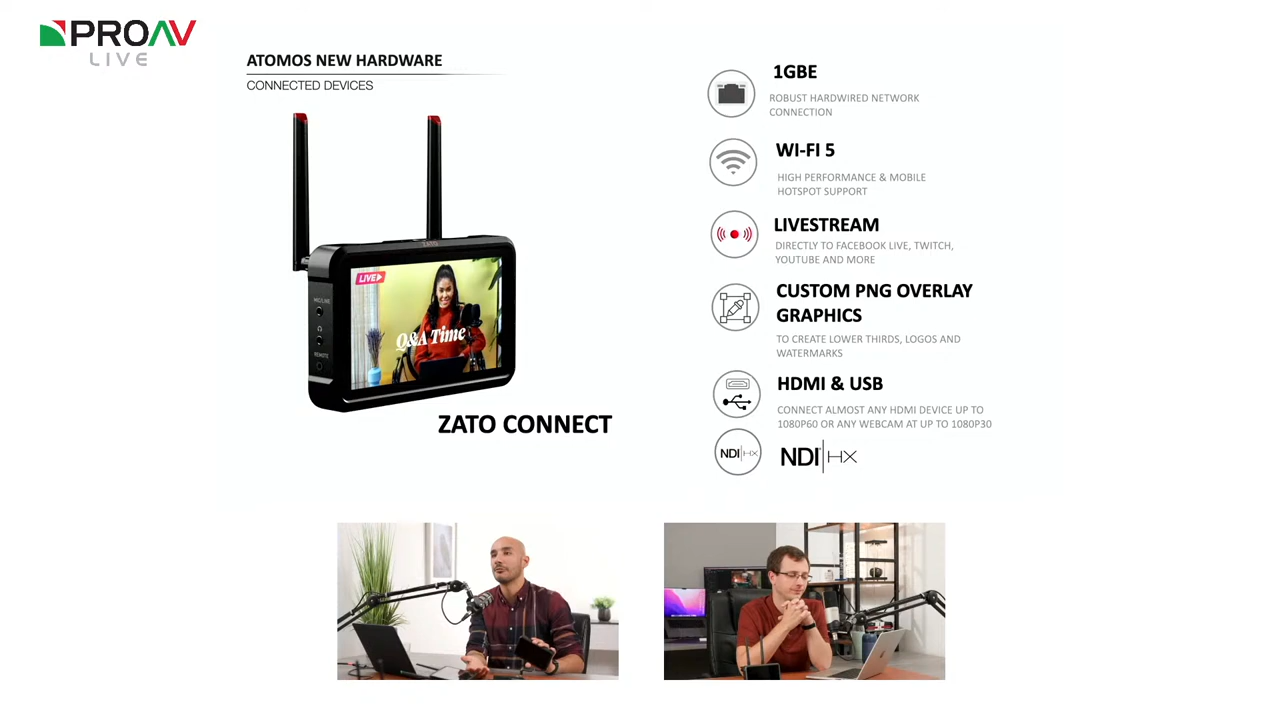 PROAV
LIVE
ATOMOS NEW HARDWARE
CONNECTED DEVICES
LIVE
MIC/LINE
REMOTE
Q&A Time
ZATO CONNECT
1GBE
ROBUST HARDWIRED NETWORK
CONNECTION
WI-FI 5
HIGH PERFORMANCE & MOBILE
HOTSPOT SUPPORT
LIVESTREAM
DIRECTLY TO FACEBOOK LIVE, TWITCH,
YOUTUBE AND MORE
CUSTOM PNG OVERLAY
GRAPHICS
TO CREATE LOWER THIRDS, LOGOS AND
WATERMARKS
HDMI & USB
CONNECT ALMOST ANY HDMI DEVICE UP TO
1080P60 OR ANY WEBCAM AT UP TO 1080P30
NDI HX
NDI HX